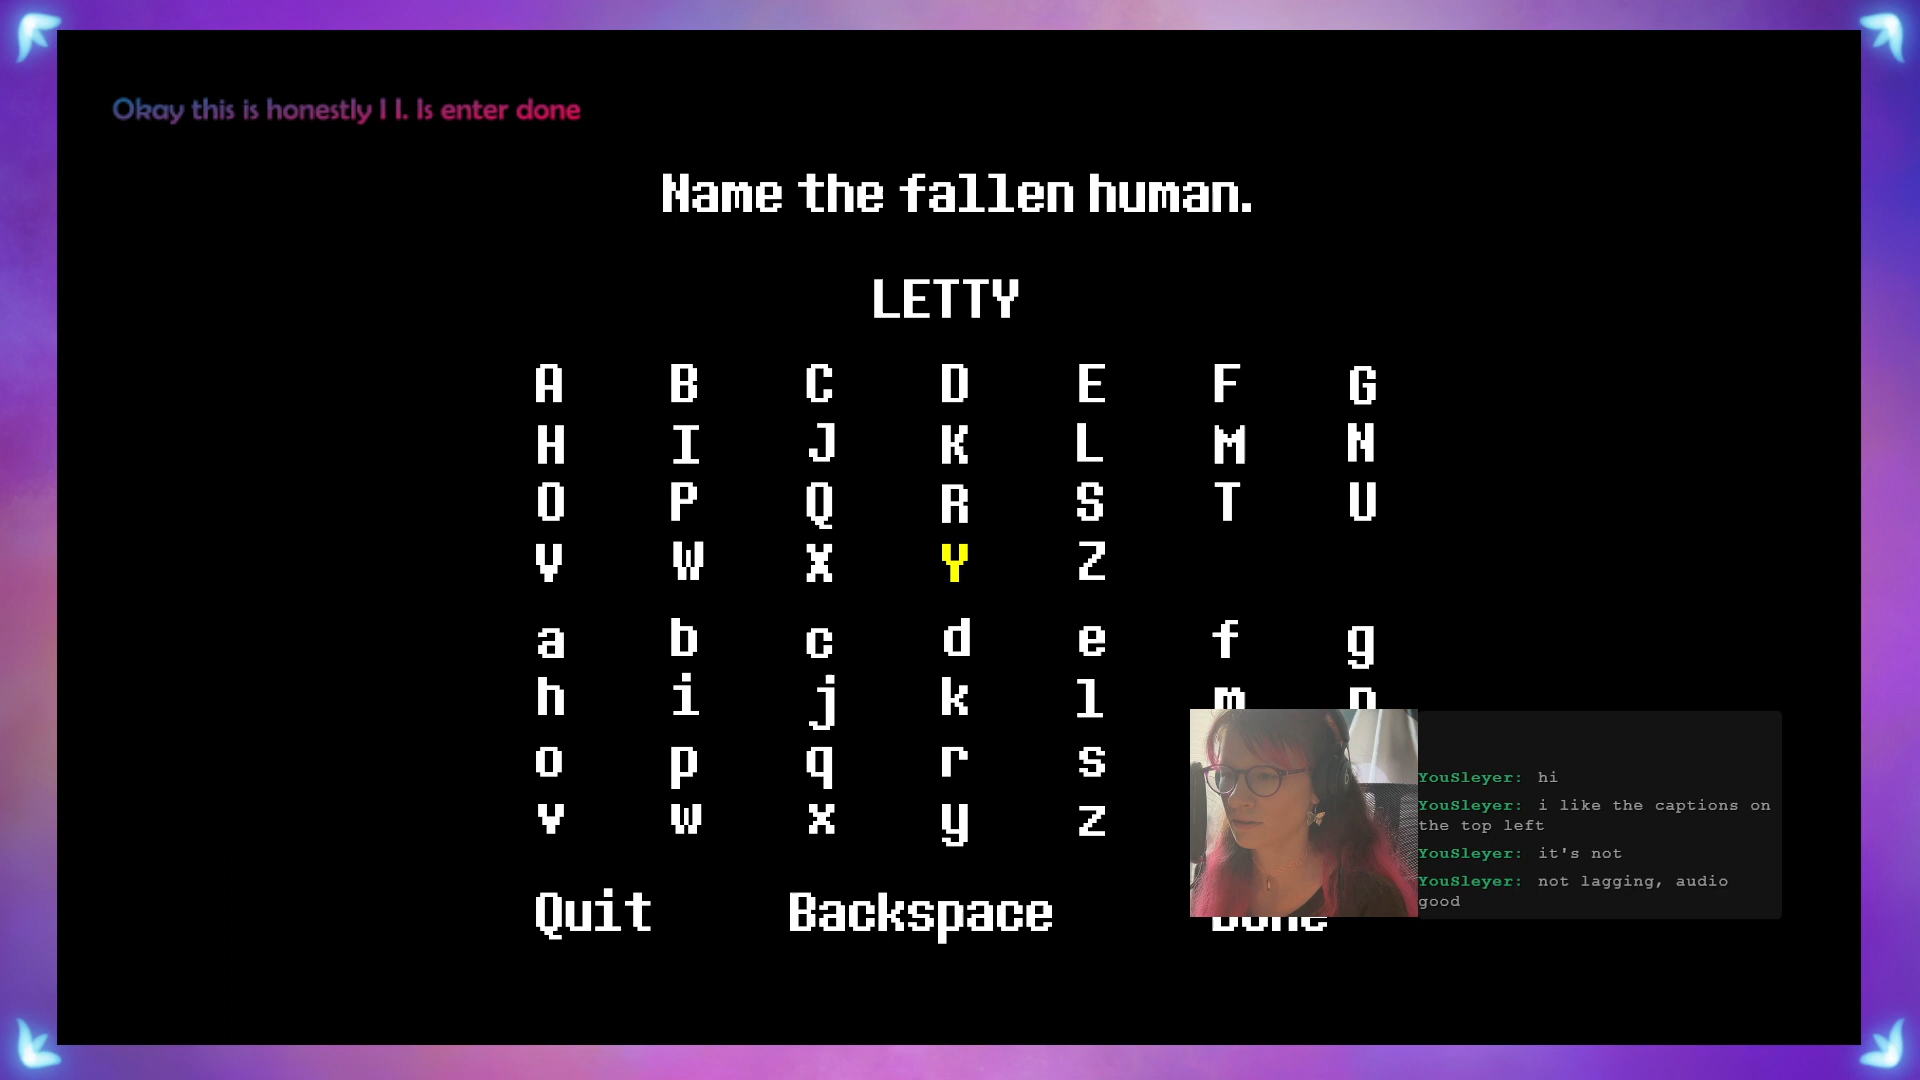 Okay this is honestly I I. Is enter done
Name the fallen human.
LETTY
A B C D E F G
H I J K L M N
O P Q R S T U
V W X Y Z
a b c d e f g
h i j k l m n
o p q r s
v w x y z
Quit Backspace Done
YouSleyer: hi
YouSleyer: i like the captions on
the top left
YouSleyer: it's not
YouSleyer: not lagging, audio
good